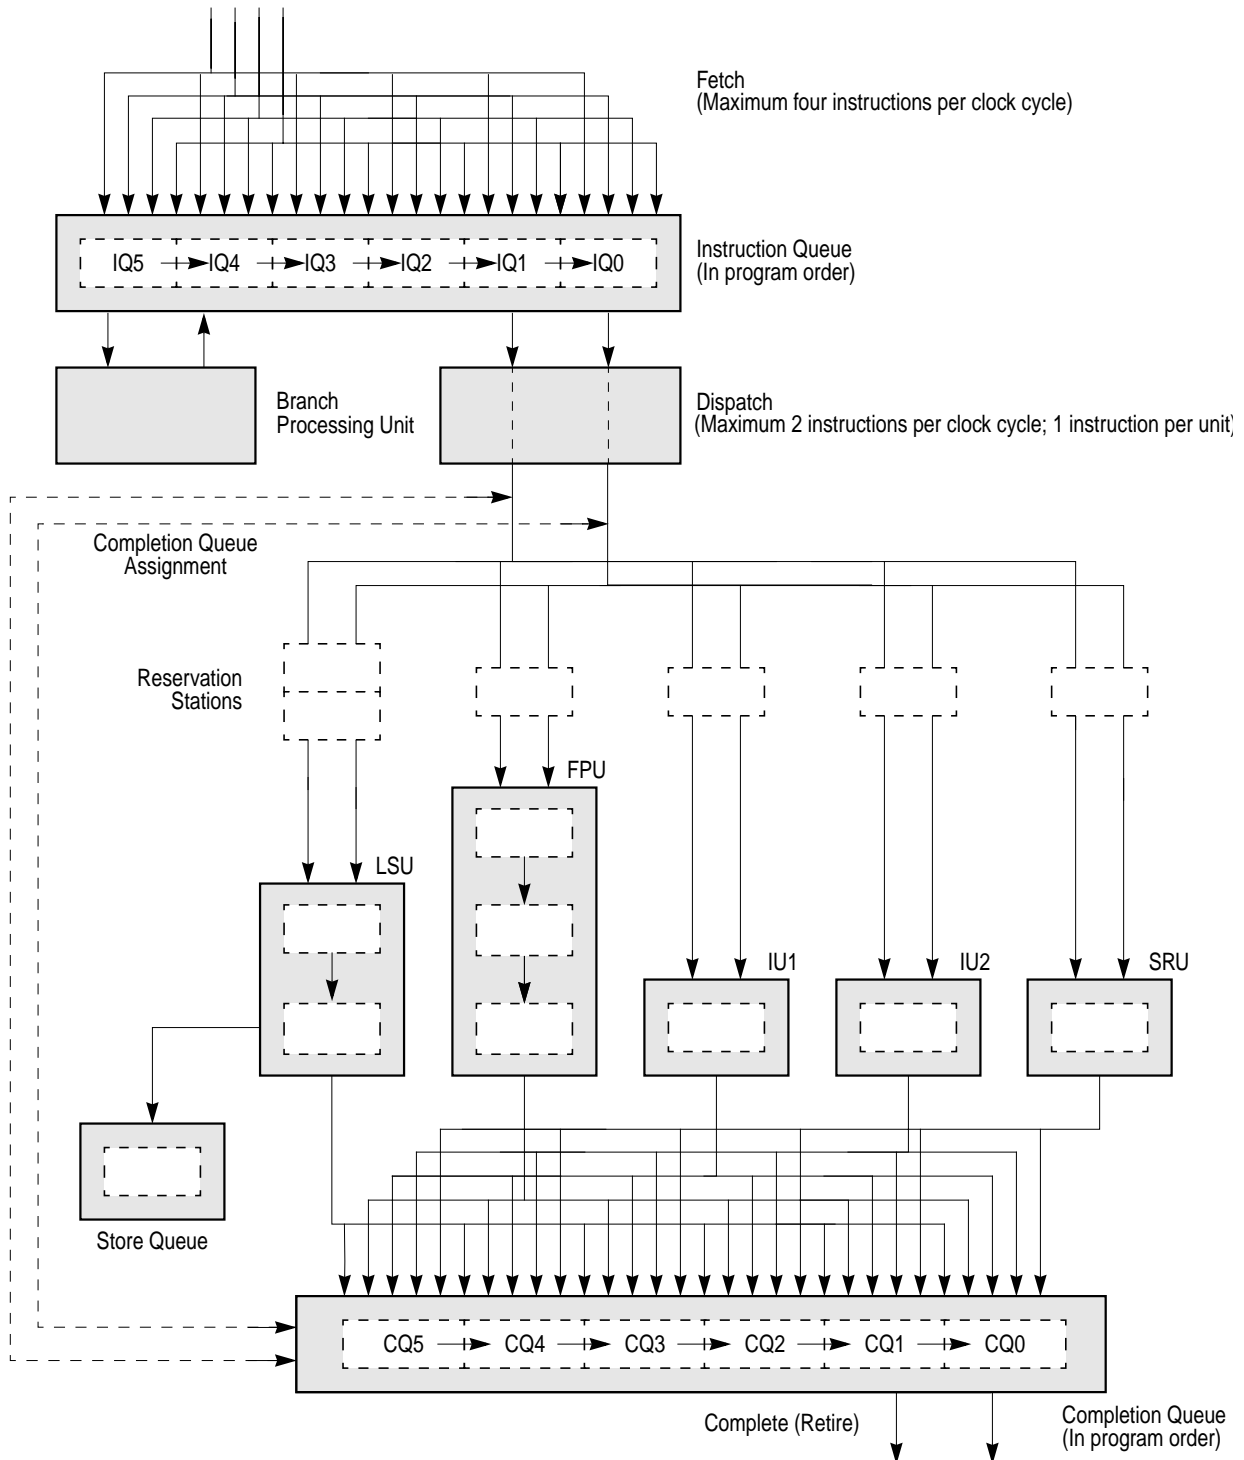 Fetch
(Maximum four instructions per clock cycle)
IQ5 IQ4 IQ3 IQ2 IQ1 IQ0
Instruction Queue
(In program order)
Branch
Processing Unit
Dispatch
(Maximum 2 instructions per clock cycle; 1 instruction per unit)
Completion Queue
Assignment
Reservation
Stations
FPU
LSU
IU1
IU2
SRU
Store Queue
CQ5 CQ4 CQ3 CQ2 CQ1 CQ0
Complete (Retire)
Completion Queue
(In program order)